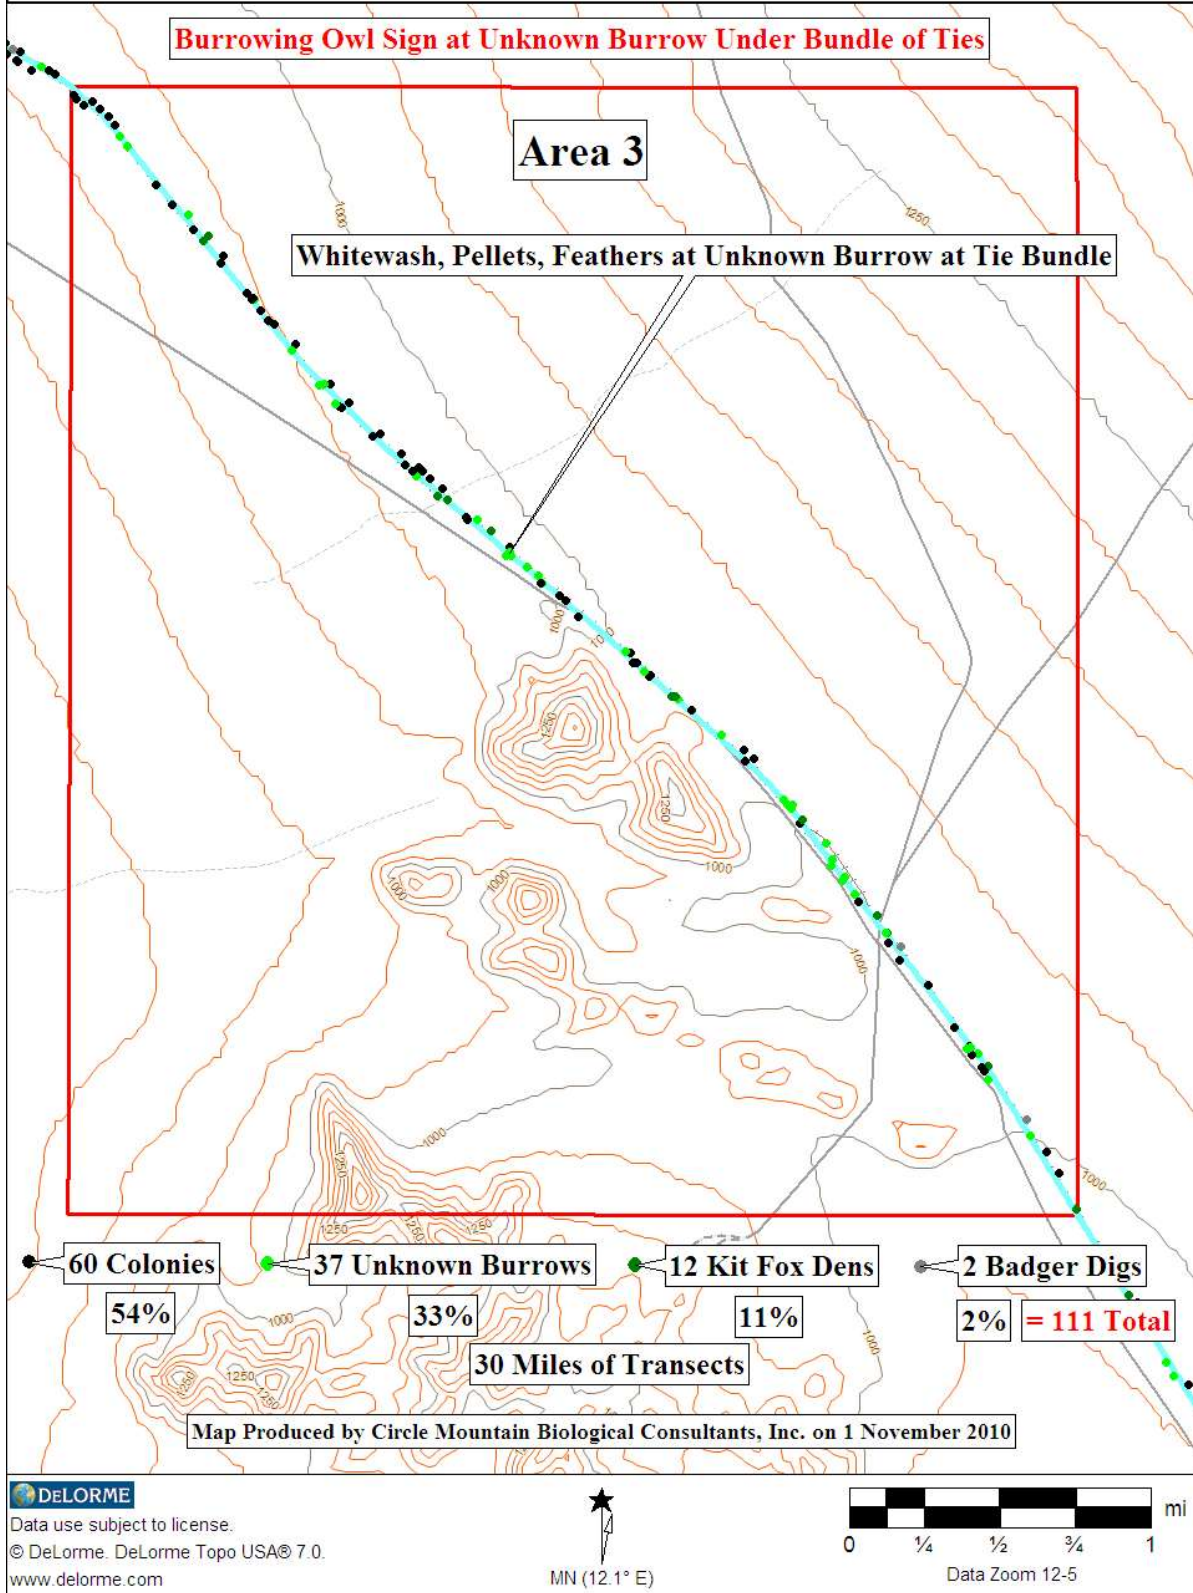 Burrowing Owl Sign at Unknown Burrow Under Bundle of Ties
Area 3
1000
1250
Whitewash, Pellets, Feathers at Unknown Burrow at Tie Bundle
1000
1250
1250
1000
1000
1000
1000
1000
1250
1000
1250
1250
60 Colonies
37 Unknown Burrows
12 Kit Fox Dens
2 Badger Digs
54%
33%
11%
2%
= 111 Total
1000
1000
30 Miles of Transects
1250
1250
Map Produced by Circle Mountain Biological Consultants, Inc. on 1 November 2010
DELORME
Data use subject to license.
© DeLorme. DeLorme Topo USA® 7.0.
www.delorme.com
MN (12.1° E)
mi
0 ¼ ½ ¾ 1
Data Zoom 12-5